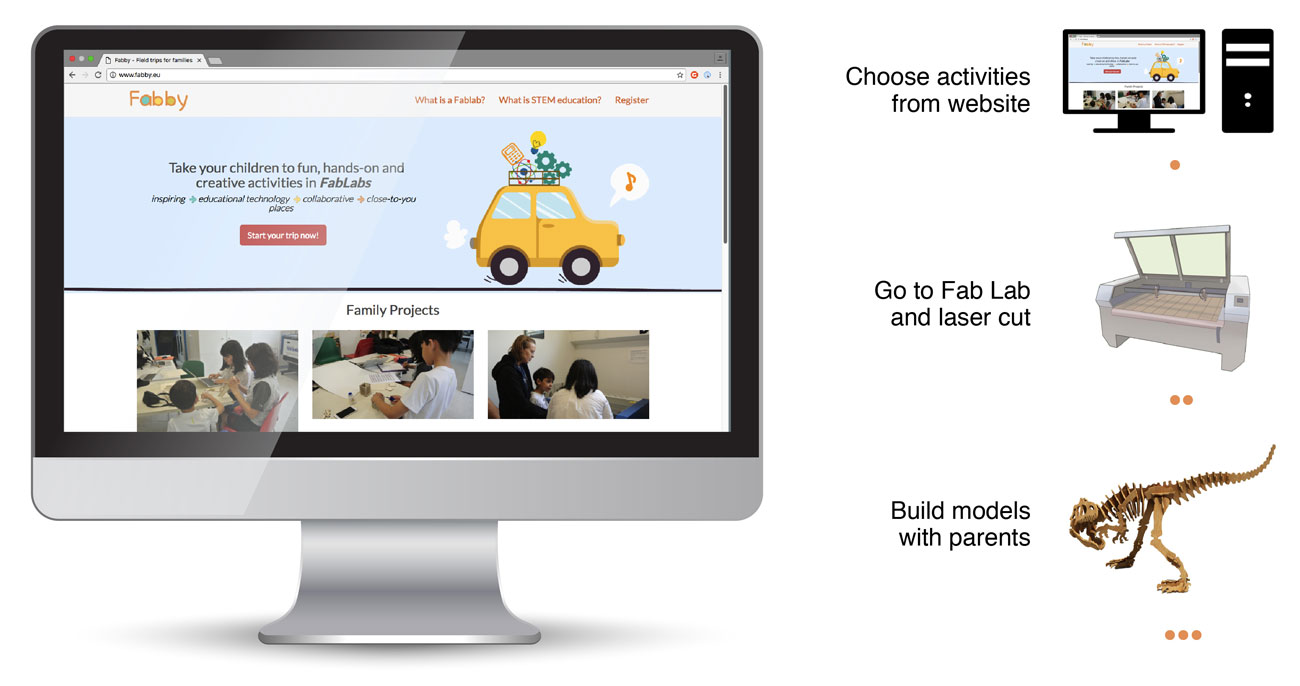 Fabby - Field trips for families
www.fabby.eu
Fabby
What is a Fablab? What is STEM education? Register
Take your children to fun, hands-on and
creative activities in FabLabs
inspiring educational technology collaborative close-to-you
places
Start your trip now!
Family Projects
Choose activities
from website
Fabby
Go to Fab Lab
and laser cut
Build models
with parents